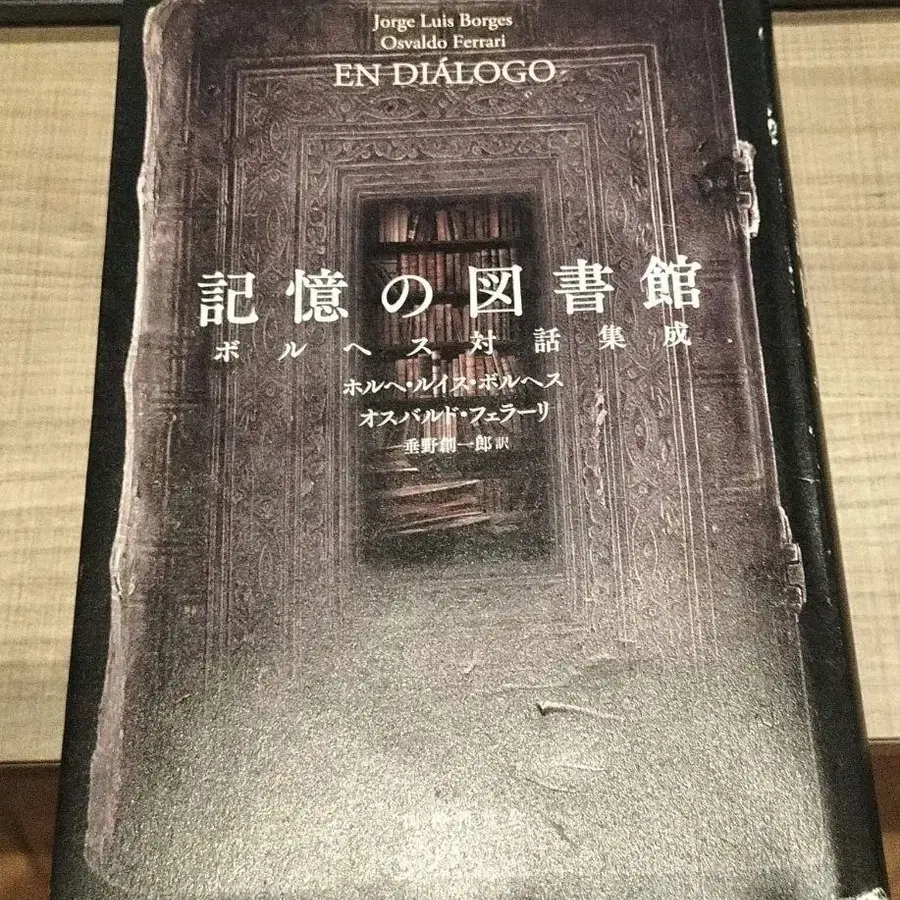 Jorge Luis Borges
Osvaldo Ferrari
EN DIÁLOGO
記憶の図書館
ボルヘス対話集成
ホルヘ・ルイス・ボルヘス
オスバルド・フェラーリ
垂野創一郎 訳